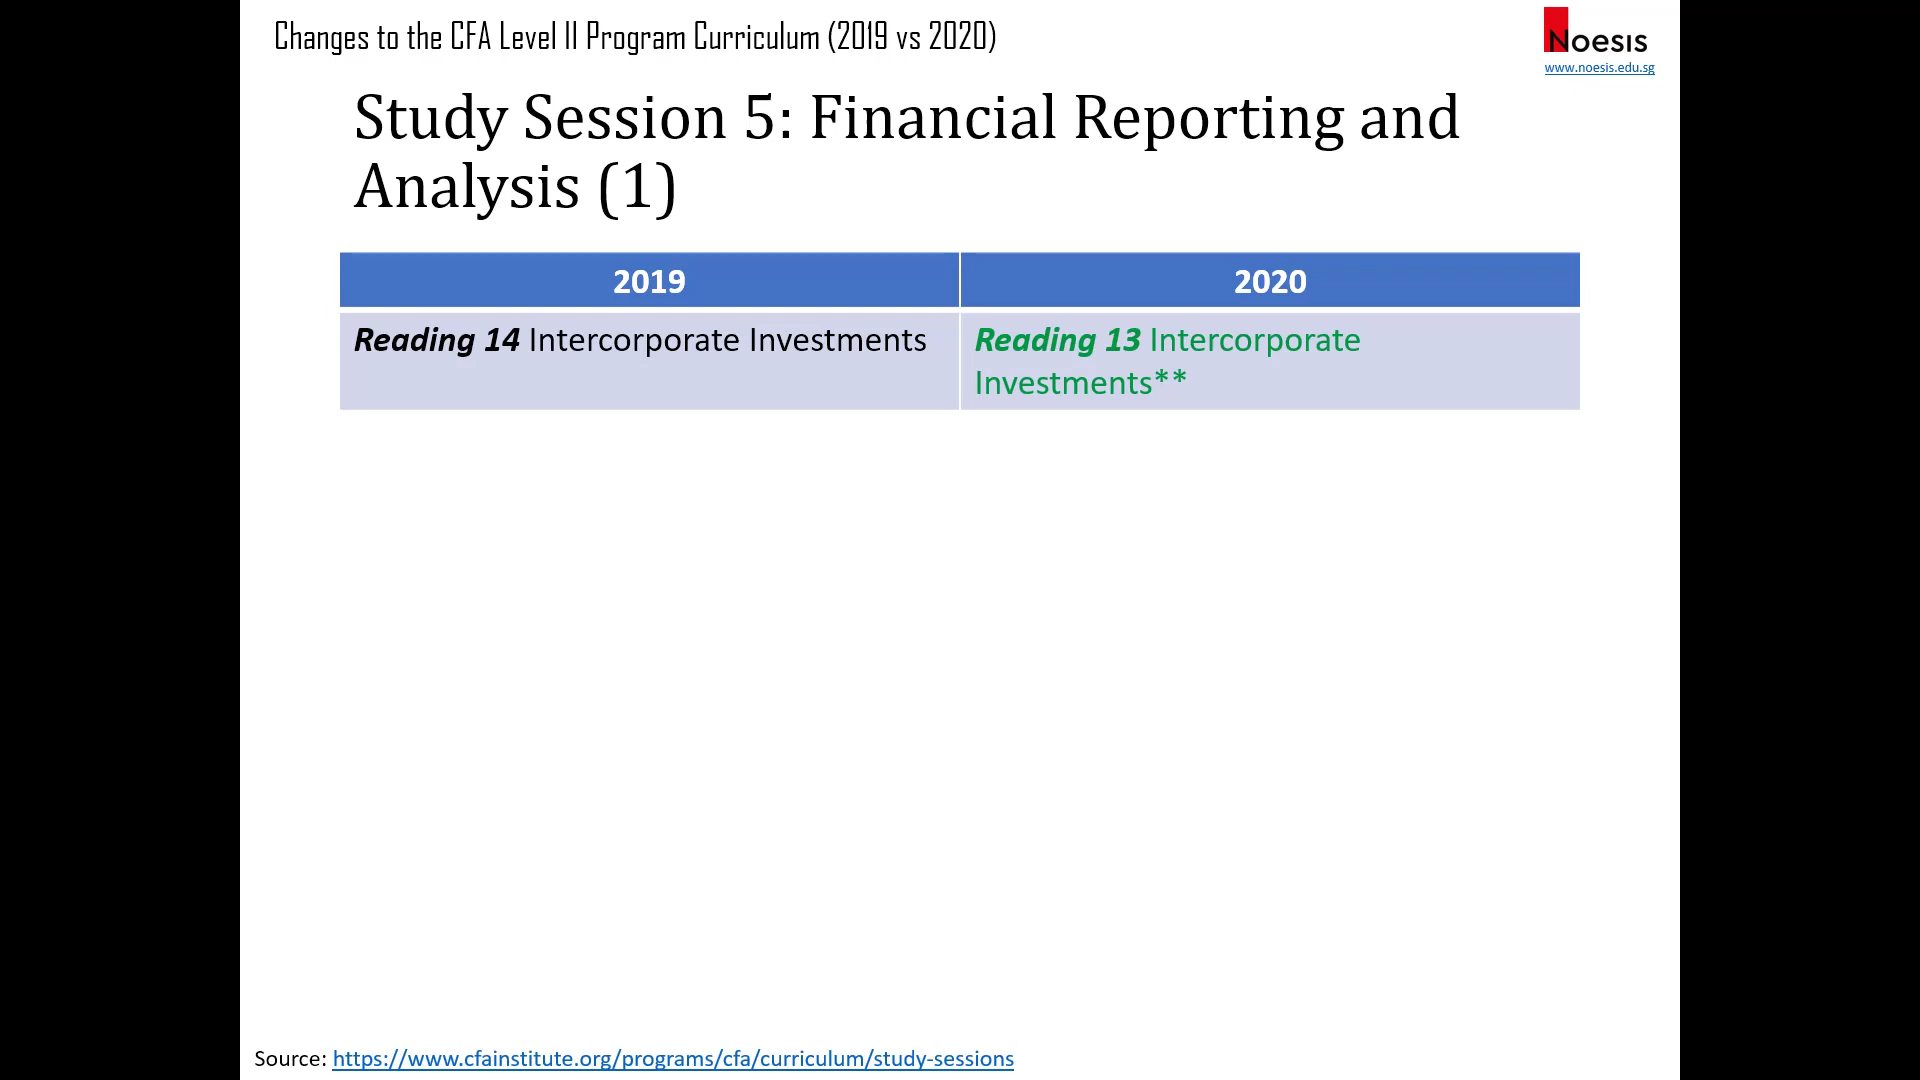 Changes to the CFA Level II Program Curriculum (2019 vs 2020)
Noesis
www.noesis.edu.sg
Study Session 5: Financial Reporting and
Analysis (1)
2019
2020
Reading 14 Intercorporate Investments
Reading 13 Intercorporate
Investments**
Source: https://www.cfainstitute.org/programs/cfa/curriculum/study-sessions